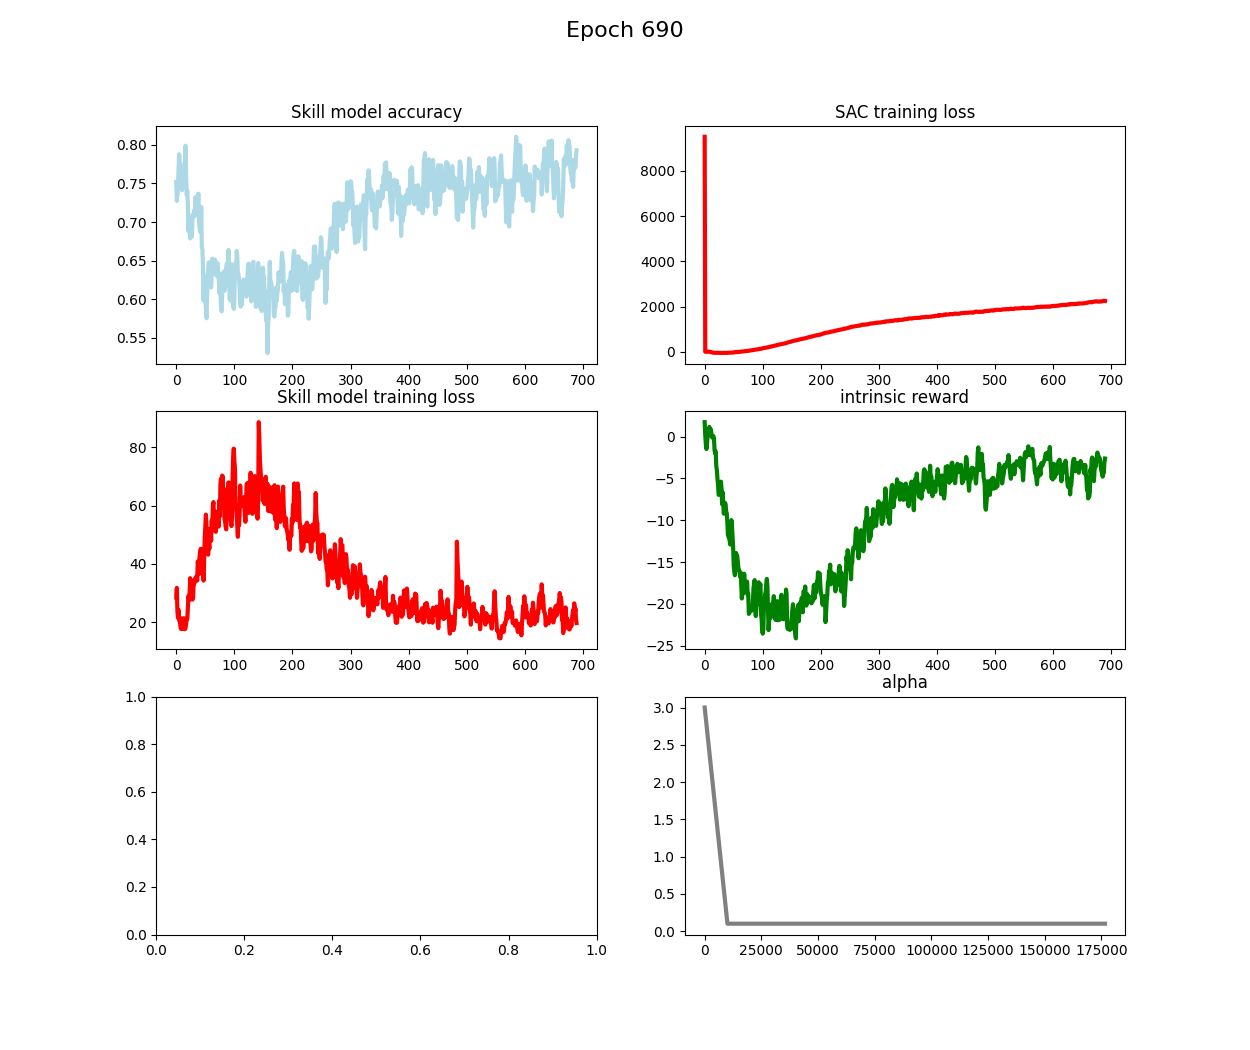 Epoch 690
Skill model accuracy
0.80
0.75
0.70
0.65
0.60
0.55
0 100 200 300 400 500 600 700
SAC training loss
8000
6000
4000
2000
0
0 100 200 300 400 500 600 700
Skill model training loss
80
60
40
20
0 100 200 300 400 500 600 700
intrinsic reward
0
−5
−10
−15
−20
−25
0 100 200 300 400 500 600 700
1.0
0.8
0.6
0.4
0.2
0.0
0.0 0.2 0.4 0.6 0.8 1.0
alpha
3.0
2.5
2.0
1.5
1.0
0.5
0.0
0 25000 50000 75000 100000 125000 150000 175000